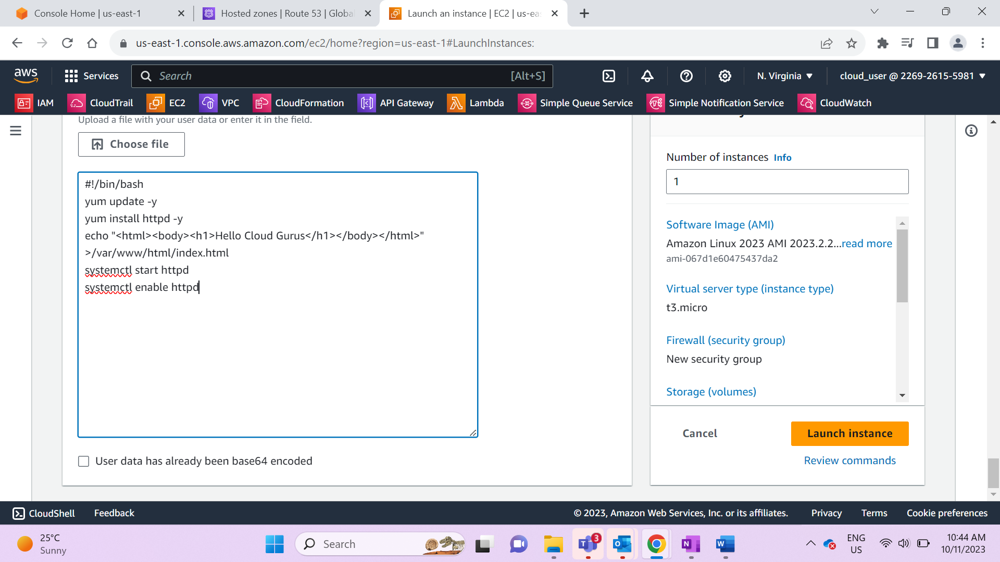 Console Home | us-east-1
Hosted zones | Route 53 | Global
Launch an instance | EC2 | us-eas
us-east-1.console.aws.amazon.com/ec2/home?region=us-east-1#LaunchInstances:
aws
Services
Search
[Alt+S]
N. Virginia
cloud_user @ 2269-2615-5981
IAM
CloudTrail
EC2
VPC
CloudFormation
API Gateway
Lambda
Simple Queue Service
Simple Notification Service
CloudWatch
Upload a file with your user data or enter it in the field.
Choose file
#!/bin/bash
yum update -y
yum install httpd -y
echo "<html><body><h1>Hello Cloud Gurus</h1></body></html>"
>/var/www/html/index.html
systemctl start httpd
systemctl enable httpd
User data has already been base64 encoded
Number of instances Info
1
Software Image (AMI)
Amazon Linux 2023 AMI 2023.2.2...read more
ami-067d1e60475437da2
Virtual server type (instance type)
t3.micro
Firewall (security group)
New security group
Storage (volumes)
Cancel
Launch instance
Review commands
CloudShell
Feedback
© 2023, Amazon Web Services, Inc. or its affiliates.
Privacy
Terms
Cookie preferences
25°C
Sunny
Search
3
ENG
US
10:44 AM
10/11/2023